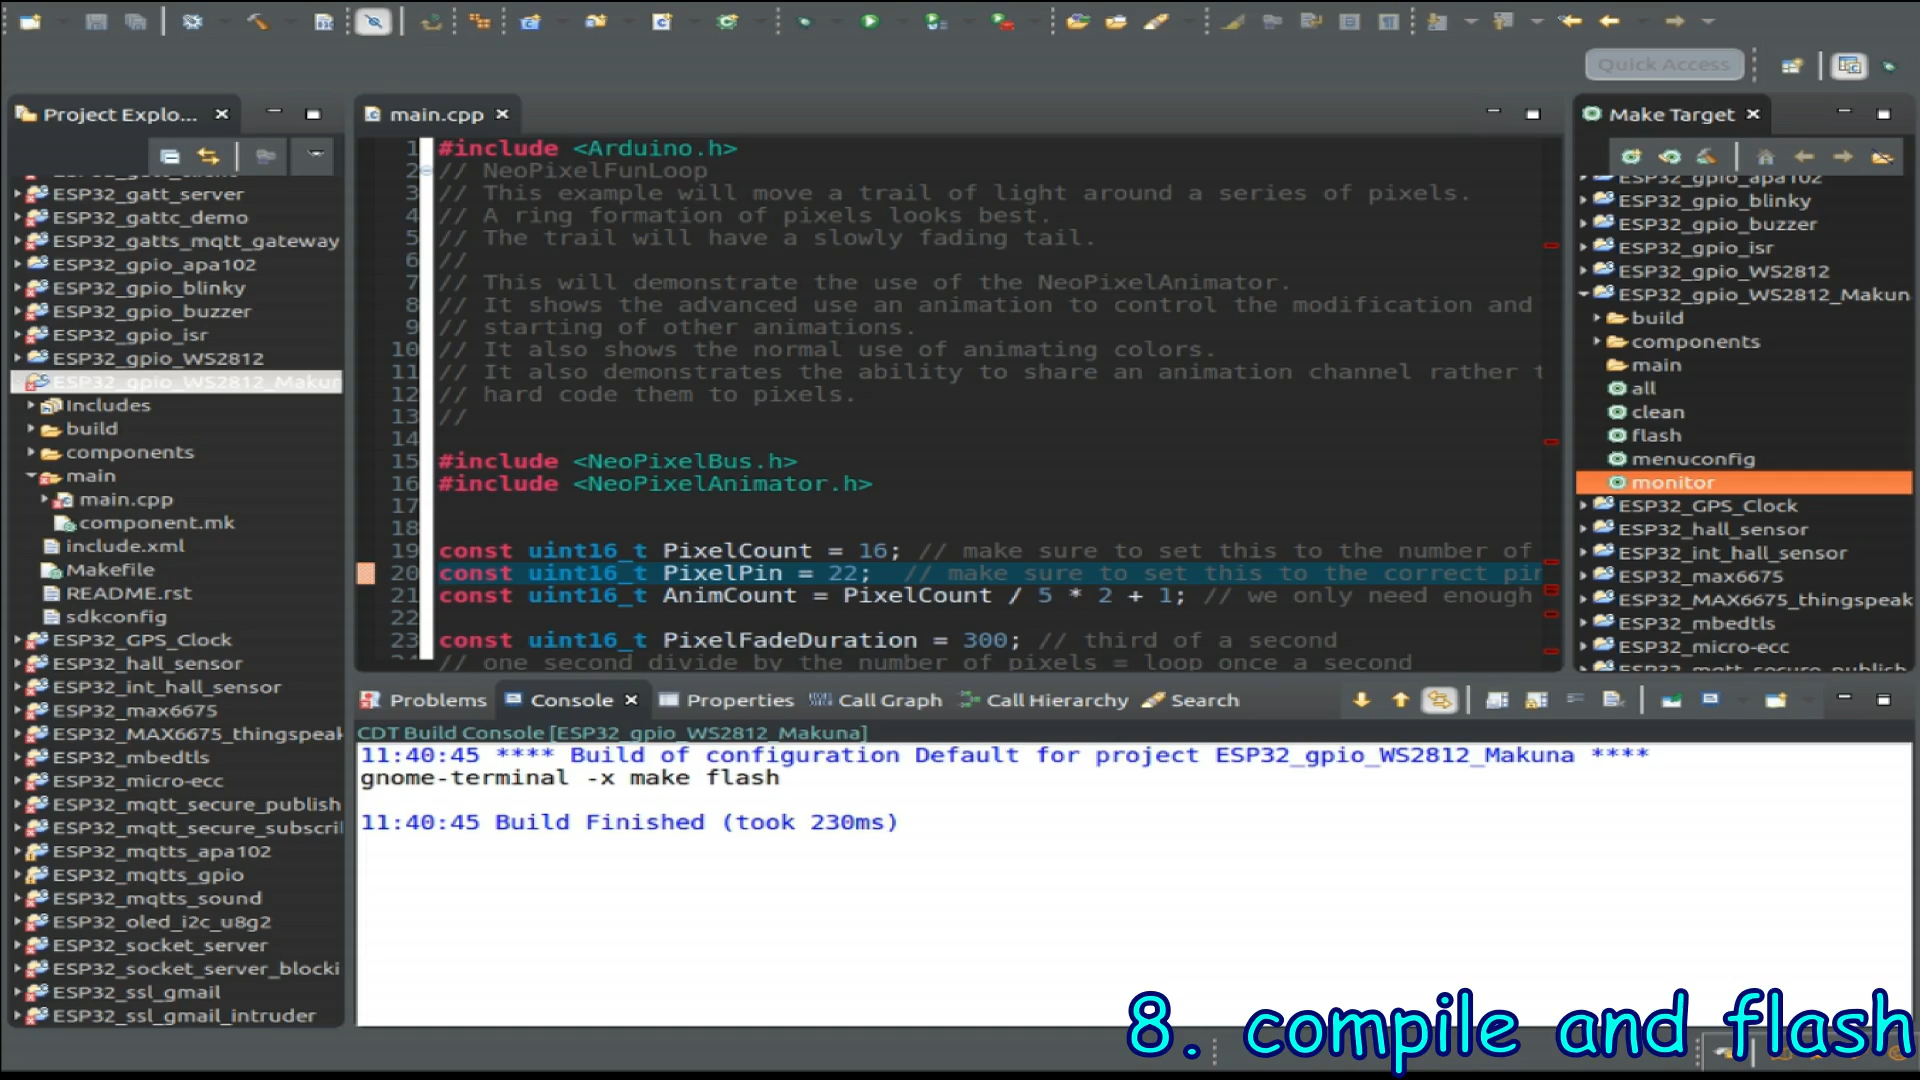 Quick Access
Project Explo...
ESP32_gatt_server
ESP32_gattc_demo
ESP32_gatts_mqtt_gateway
ESP32_gpio_apa102
ESP32_gpio_blinky
ESP32_gpio_buzzer
ESP32_gpio_isr
ESP32_gpio_WS2812
ESP32_gpio_WS2812_Makun
Includes
build
components
main
main.cpp
component.mk
include.xml
Makefile
README.rst
sdkconfig
ESP32_GPS_Clock
ESP32_hall_sensor
ESP32_int_hall_sensor
ESP32_max6675
ESP32_MAX6675_thingspeak
ESP32_mbedtls
ESP32_micro-ecc
ESP32_mqtt_secure_publish
ESP32_mqtt_secure_subscri
ESP32_mqtts_apa102
ESP32_mqtts_gpio
ESP32_mqtts_sound
ESP32_oled_i2c_u8g2
ESP32_socket_server
ESP32_socket_server_blocki
ESP32_ssl_gmail
ESP32_ssl_gmail_intruder
main.cpp
1 #include <Arduino.h>
2 // NeoPixelFunLoop
3 // This example will move a trail of light around a series of pixels.
4 // A ring formation of pixels looks best.
5 // The trail will have a slowly fading tail.
6 //
7 // This will demonstrate the use of the NeoPixelAnimator.
8 // It shows the advanced use an animation to control the modification and
9 // starting of other animations.
10 // It also shows the normal use of animating colors.
11 // It also demonstrates the ability to share an animation channel rather t
12 // hard code them to pixels.
13 //
14
15 #include <NeoPixelBus.h>
16 #include <NeoPixelAnimator.h>
17
18
19 const uint16_t PixelCount = 16; // make sure to set this to the number of
20 const uint16_t PixelPin = 22;  // make sure to set this to the correct pin
21 const uint16_t AnimCount = PixelCount / 5 * 2 + 1; // we only need enough
22
23 const uint16_t PixelFadeDuration = 300; // third of a second
24 // one second divide by the number of pixels = loop once a second
Make Target
ESP32_gpio_apa102
ESP32_gpio_blinky
ESP32_gpio_buzzer
ESP32_gpio_isr
ESP32_gpio_WS2812
ESP32_gpio_WS2812_Makun
build
components
main
all
clean
flash
menuconfig
monitor
ESP32_GPS_Clock
ESP32_hall_sensor
ESP32_int_hall_sensor
ESP32_max6675
ESP32_MAX6675_thingspeak
ESP32_mbedtls
ESP32_micro-ecc
ESP32_mqtt_secure_publish
Problems Console Properties Call Graph Call Hierarchy Search
CDT Build Console [ESP32_gpio_WS2812_Makuna]
11:40:45 **** Build of configuration Default for project ESP32_gpio_WS2812_Makuna ****
gnome-terminal -x make flash
11:40:45 Build Finished (took 230ms)
8. compile and flash